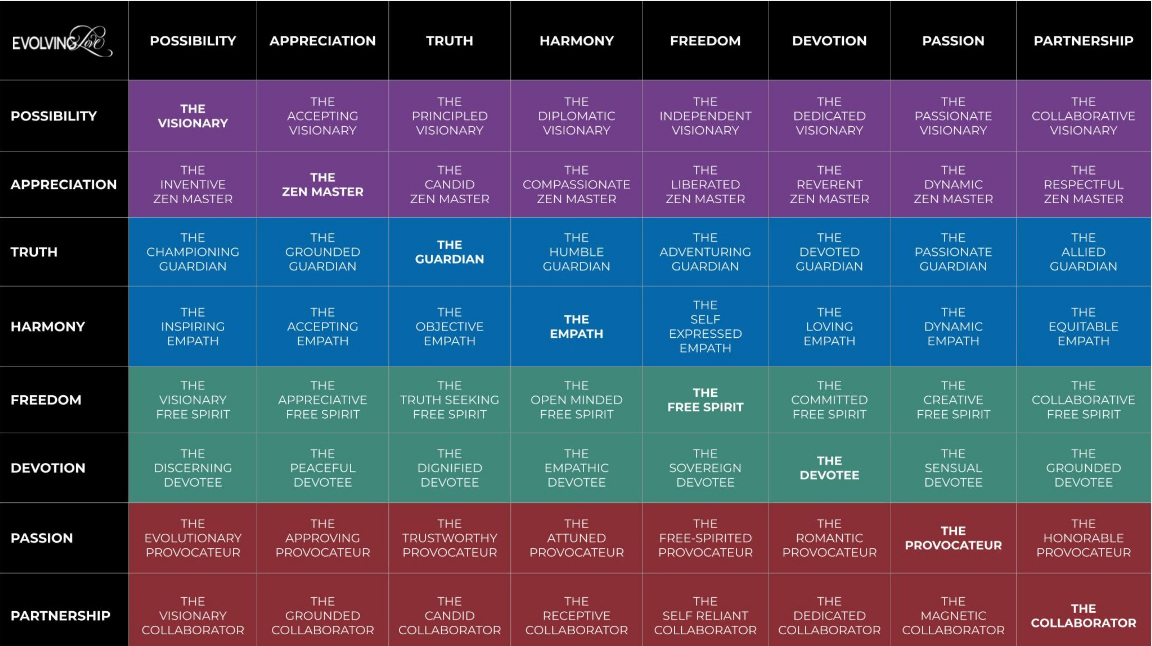 EVOLVING Love POSSIBILITY APPRECIATION TRUTH HARMONY FREEDOM DEVOTION PASSION PARTNERSHIP
POSSIBILITY
THE
VISIONARY
THE
ACCEPTING
VISIONARY
THE
PRINCIPLED
VISIONARY
THE
DIPLOMATIC
VISIONARY
THE
INDEPENDENT
VISIONARY
THE
DEDICATED
VISIONARY
THE
PASSIONATE
VISIONARY
THE
COLLABORATIVE
VISIONARY
APPRECIATION
THE
INVENTIVE
ZEN MASTER
THE
ZEN MASTER
THE
CANDID
ZEN MASTER
THE
COMPASSIONATE
ZEN MASTER
THE
LIBERATED
ZEN MASTER
THE
REVERENT
ZEN MASTER
THE
DYNAMIC
ZEN MASTER
THE
RESPECTFUL
ZEN MASTER
TRUTH
THE
CHAMPIONING
GUARDIAN
THE
GROUNDED
GUARDIAN
THE
GUARDIAN
THE
HUMBLE
GUARDIAN
THE
ADVENTURING
GUARDIAN
THE
DEVOTED
GUARDIAN
THE
PASSIONATE
GUARDIAN
THE
ALLIED
GUARDIAN
HARMONY
THE
INSPIRING
EMPATH
THE
ACCEPTING
EMPATH
THE
OBJECTIVE
EMPATH
THE
EMPATH
THE
SELF
EXPRESSED
EMPATH
THE
LOVING
EMPATH
THE
DYNAMIC
EMPATH
THE
EQUITABLE
EMPATH
FREEDOM
THE
VISIONARY
FREE SPIRIT
THE
APPRECIATIVE
FREE SPIRIT
THE
TRUTH SEEKING
FREE SPIRIT
THE
OPEN MINDED
FREE SPIRIT
THE
FREE SPIRIT
THE
COMMITTED
FREE SPIRIT
THE
CREATIVE
FREE SPIRIT
THE
COLLABORATIVE
FREE SPIRIT
DEVOTION
THE
DISCERNING
DEVOTEE
THE
PEACEFUL
DEVOTEE
THE
DIGNIFIED
DEVOTEE
THE
EMPATHIC
DEVOTEE
THE
SOVEREIGN
DEVOTEE
THE
DEVOTEE
THE
SENSUAL
DEVOTEE
THE
GROUNDED
DEVOTEE
PASSION
THE
EVOLUTIONARY
PROVOCATEUR
THE
APPROVING
PROVOCATEUR
THE
TRUSTWORTHY
PROVOCATEUR
THE
ATTUNED
PROVOCATEUR
THE
FREE-SPIRITED
PROVOCATEUR
THE
ROMANTIC
PROVOCATEUR
THE
PROVOCATEUR
THE
HONORABLE
PROVOCATEUR
PARTNERSHIP
THE
VISIONARY
COLLABORATOR
THE
GROUNDED
COLLABORATOR
THE
CANDID
COLLABORATOR
THE
RECEPTIVE
COLLABORATOR
THE
SELF RELIANT
COLLABORATOR
THE
DEDICATED
COLLABORATOR
THE
MAGNETIC
COLLABORATOR
THE
COLLABORATOR